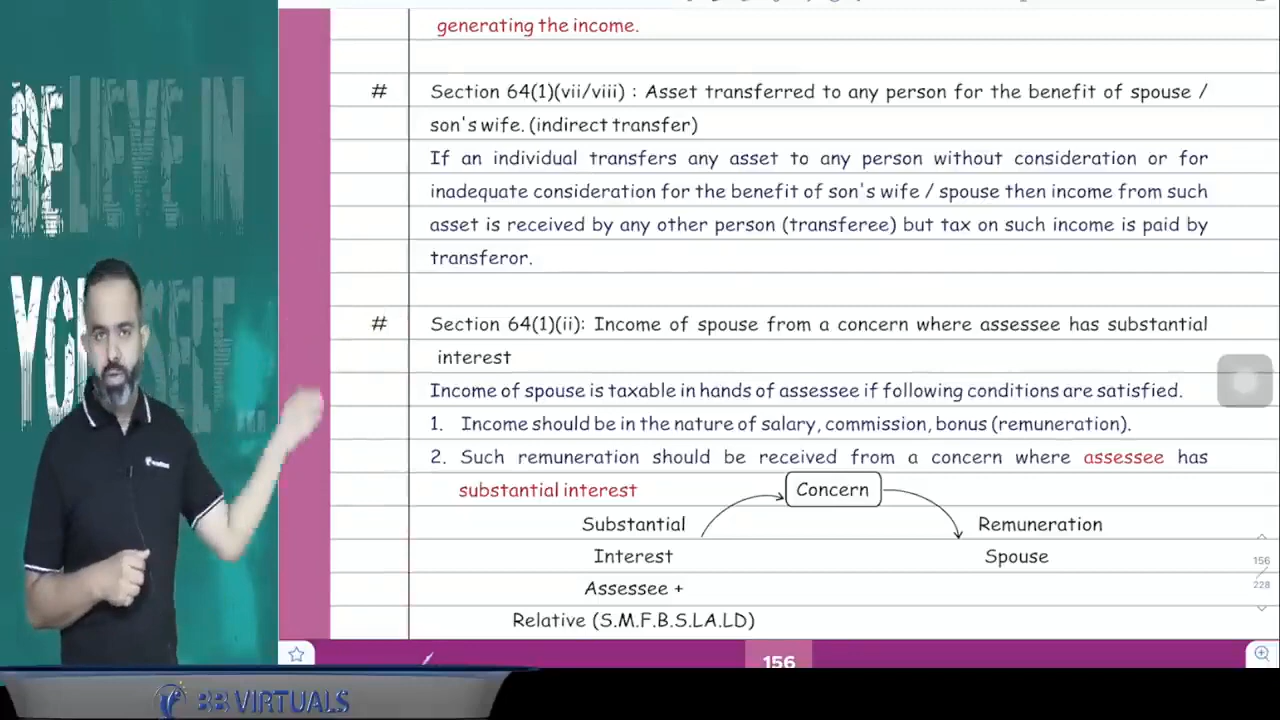 BELIEVE IN
generating the income.
# Section 64(1)(vii/viii) : Asset transferred to any person for the benefit of spouse /
son's wife. (indirect transfer)
If an individual transfers any asset to any person without consideration or for
inadequate consideration for the benefit of son's wife / spouse then income from such
asset is received by any other person (transferee) but tax on such income is paid by
transferor.
# Section 64(1)(ii): Income of spouse from a concern where assessee has substantial
interest
Income of spouse is taxable in hands of assessee if following conditions are satisfied.
1. Income should be in the nature of salary, commission, bonus (remuneration).
2. Such remuneration should be received from a concern where assessee has
substantial interest
Concern
Substantial Remuneration
Interest Spouse
Assessee +
Relative (S.M.F.B.S.LA.LD)
156
228
156
BB VIRTUALS